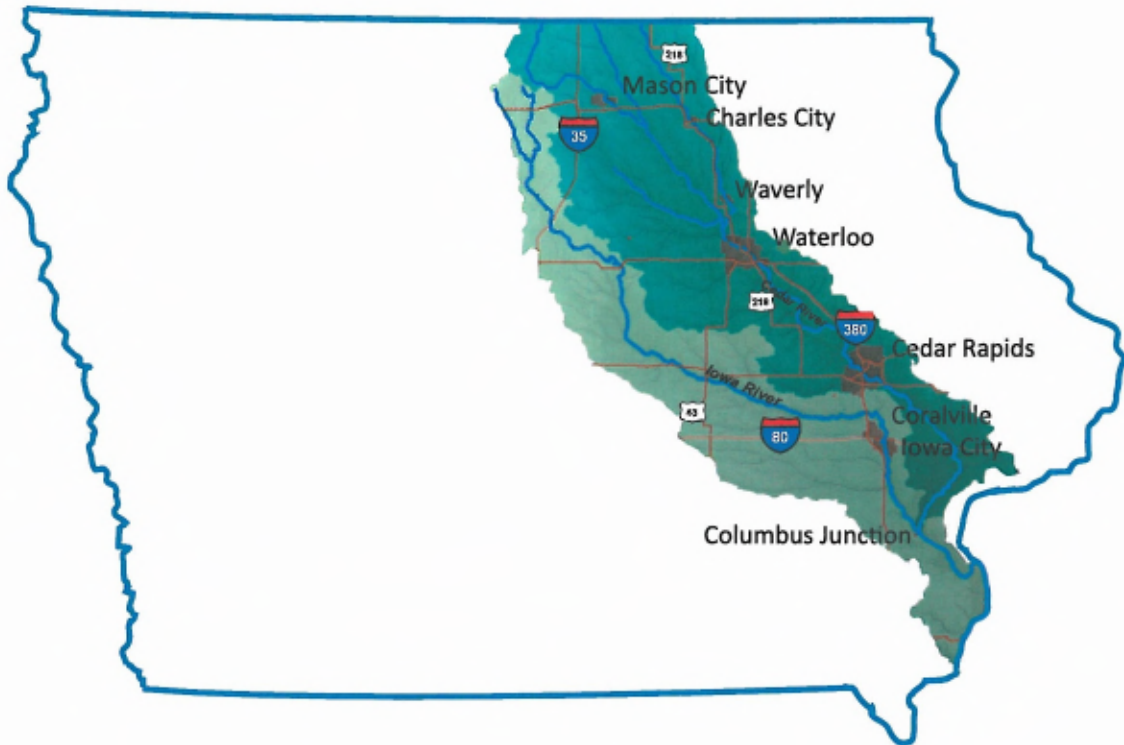 218
Mason City
Charles City
35
Waverly
Waterloo
Cedar River
218
380
Cedar Rapids
Iowa River
63
Coralville
80
Iowa City
Columbus Junction